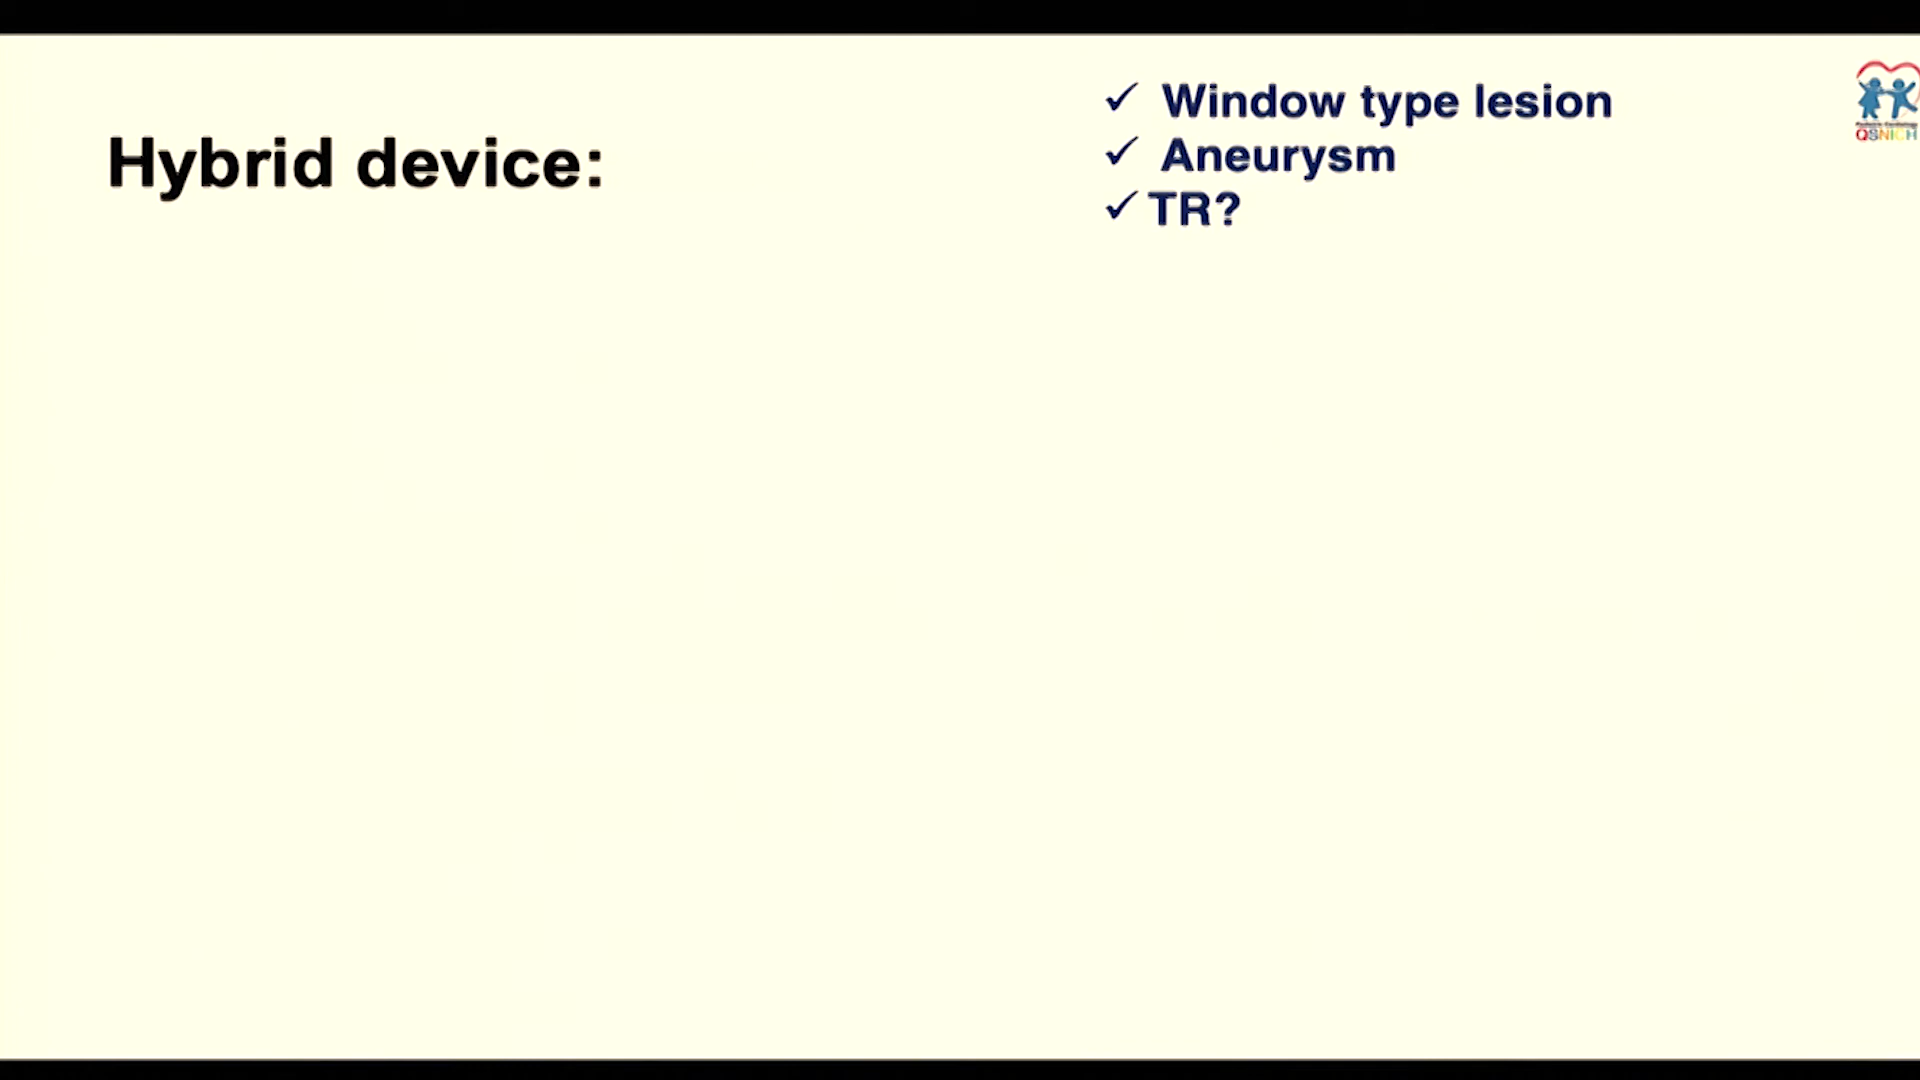 Hybrid device:
✓ Window type lesion
✓ Aneurysm
✓ TR?
QSNICH